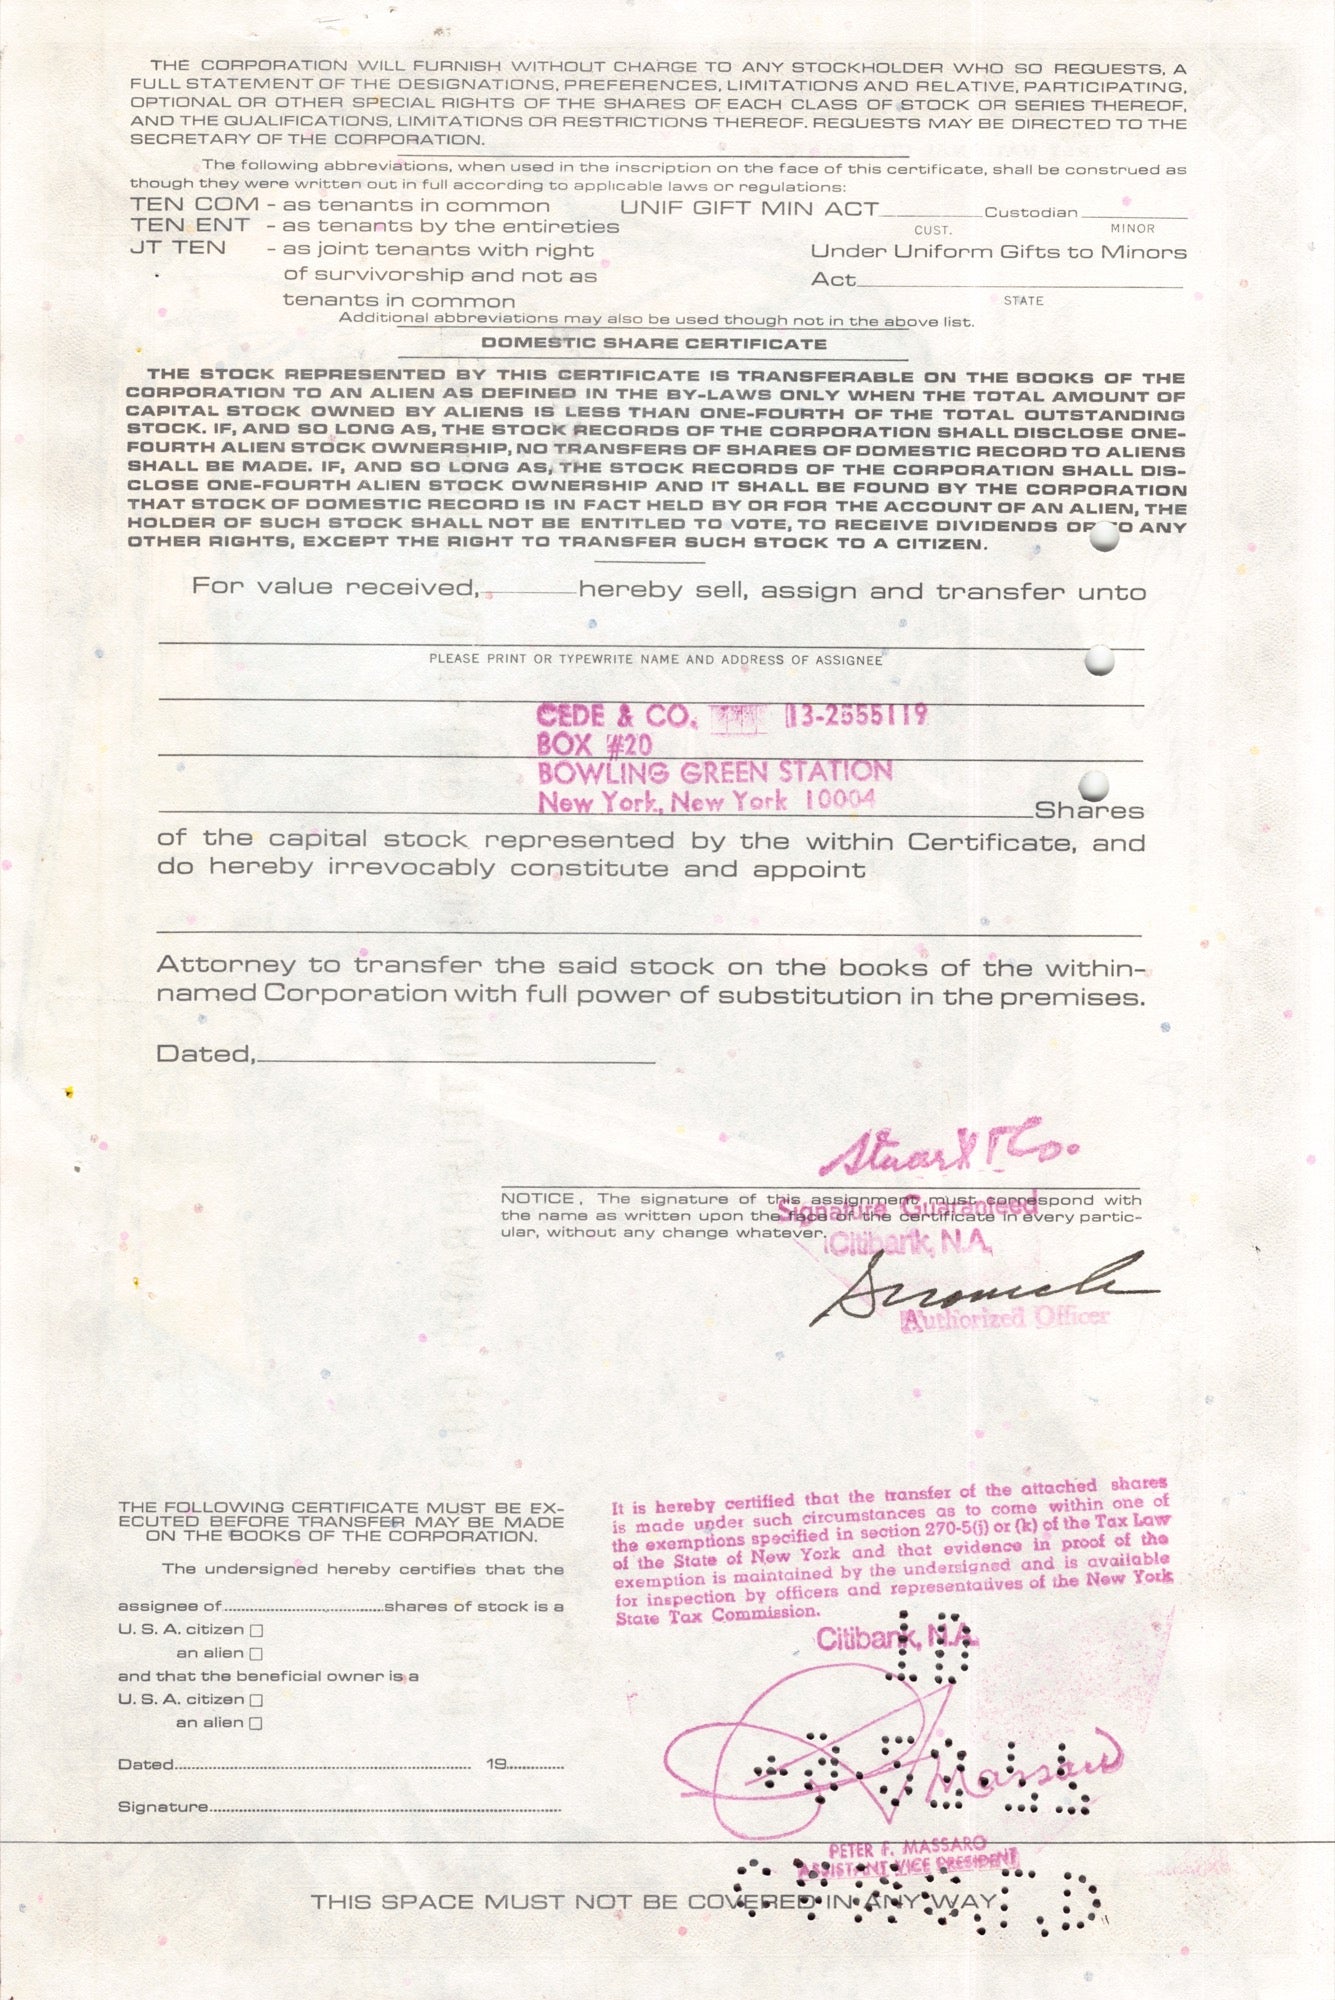 THE CORPORATION WILL FURNISH WITHOUT CHARGE TO ANY STOCKHOLDER WHO SO REQUESTS, A
FULL STATEMENT OF THE DESIGNATIONS, PREFERENCES, LIMITATIONS AND RELATIVE, PARTICIPATING,
OPTIONAL OR OTHER SPECIAL RIGHTS OF THE SHARES OF EACH CLASS OF STOCK OR SERIES THEREOF,
AND THE QUALIFICATIONS, LIMITATIONS OR RESTRICTIONS THEREOF. REQUESTS MAY BE DIRECTED TO THE
SECRETARY OF THE CORPORATION.
The following abbreviations, when used in the inscription on the face of this certificate, shall be construed as
though they were written out in full according to applicable laws or regulations:
TEN COM - as tenants in common UNIF GIFT MIN ACT Custodian
TEN ENT - as tenants by the entireties CUST. MINOR
JT TEN - as joint tenants with right Under Uniform Gifts to Minors
of survivorship and not as Act
tenants in common STATE
Additional abbreviations may also be used though not in the above list.
DOMESTIC SHARE CERTIFICATE
THE STOCK REPRESENTED BY THIS CERTIFICATE IS TRANSFERABLE ON THE BOOKS OF THE
CORPORATION TO AN ALIEN AS DEFINED IN THE BY-LAWS ONLY WHEN THE TOTAL AMOUNT OF
CAPITAL STOCK OWNED BY ALIENS IS LESS THAN ONE-FOURTH OF THE TOTAL OUTSTANDING
STOCK. IF, AND SO LONG AS, THE STOCK RECORDS OF THE CORPORATION SHALL DISCLOSE ONE-
FOURTH ALIEN STOCK OWNERSHIP, NO TRANSFERS OF SHARES OF DOMESTIC RECORD TO ALIENS
SHALL BE MADE. IF, AND SO LONG AS, THE STOCK RECORDS OF THE CORPORATION SHALL DIS-
CLOSE ONE-FOURTH ALIEN STOCK OWNERSHIP AND IT SHALL BE FOUND BY THE CORPORATION
THAT STOCK OF DOMESTIC RECORD IS IN FACT HELD BY OR FOR THE ACCOUNT OF AN ALIEN, THE
HOLDER OF SUCH STOCK SHALL NOT BE ENTITLED TO VOTE, TO RECEIVE DIVIDENDS OR TO ANY
OTHER RIGHTS, EXCEPT THE RIGHT TO TRANSFER SUCH STOCK TO A CITIZEN.
For value received, hereby sell, assign and transfer unto
PLEASE PRINT OR TYPEWRITE NAME AND ADDRESS OF ASSIGNEE
CEDE & CO. 13-2555119
BOX #20
BOWLING GREEN STATION
New York, New York 10004
Shares
of the capital stock represented by the within Certificate, and
do hereby irrevocably constitute and appoint
Attorney to transfer the said stock on the books of the within-
named Corporation with full power of substitution in the premises.
Dated,
Stuart & Co.
NOTICE, The signature of this assignment must correspond with
the name as written upon the face of the certificate in every partic-
ular, without any change whatever.
Signature Guaranteed
Citibank, N.A.
Authorized Officer
THE FOLLOWING CERTIFICATE MUST BE EX-
ECUTED BEFORE TRANSFER MAY BE MADE
ON THE BOOKS OF THE CORPORATION.
The undersigned hereby certifies that the
assignee of shares of stock is a
U. S. A. citizen
an alien
and that the beneficial owner is a
U. S. A. citizen
an alien
Dated 19
Signature
It is hereby certified that the transfer of the attached shares
is made under such circumstances as to come within one of
the exemptions specified in section 270-5(j) or (k) of the Tax Law
of the State of New York and that evidence in proof of the
exemption is maintained by the undersigned and is available
for inspection by officers and representatives of the New York
State Tax Commission.
Citibank, N.A.
Massaro
PETER F. MASSARO
ASSISTANT VICE PRESIDENT
THIS SPACE MUST NOT BE COVERED IN ANY WAY